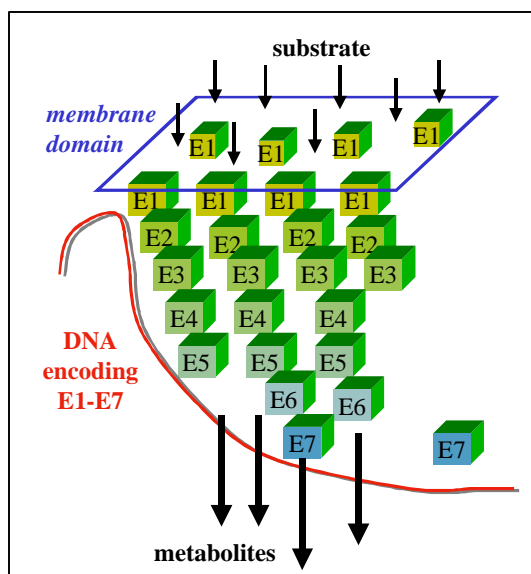 substrate
membrane
domain
E1
E1
E1
E1
E1 E1 E1 E1
E2 E2 E2 E2
E3 E3 E3 E3
E4 E4 E4
E5 E5 E5
DNA
encoding
E1-E7
E6 E6
E7 E7
metabolites